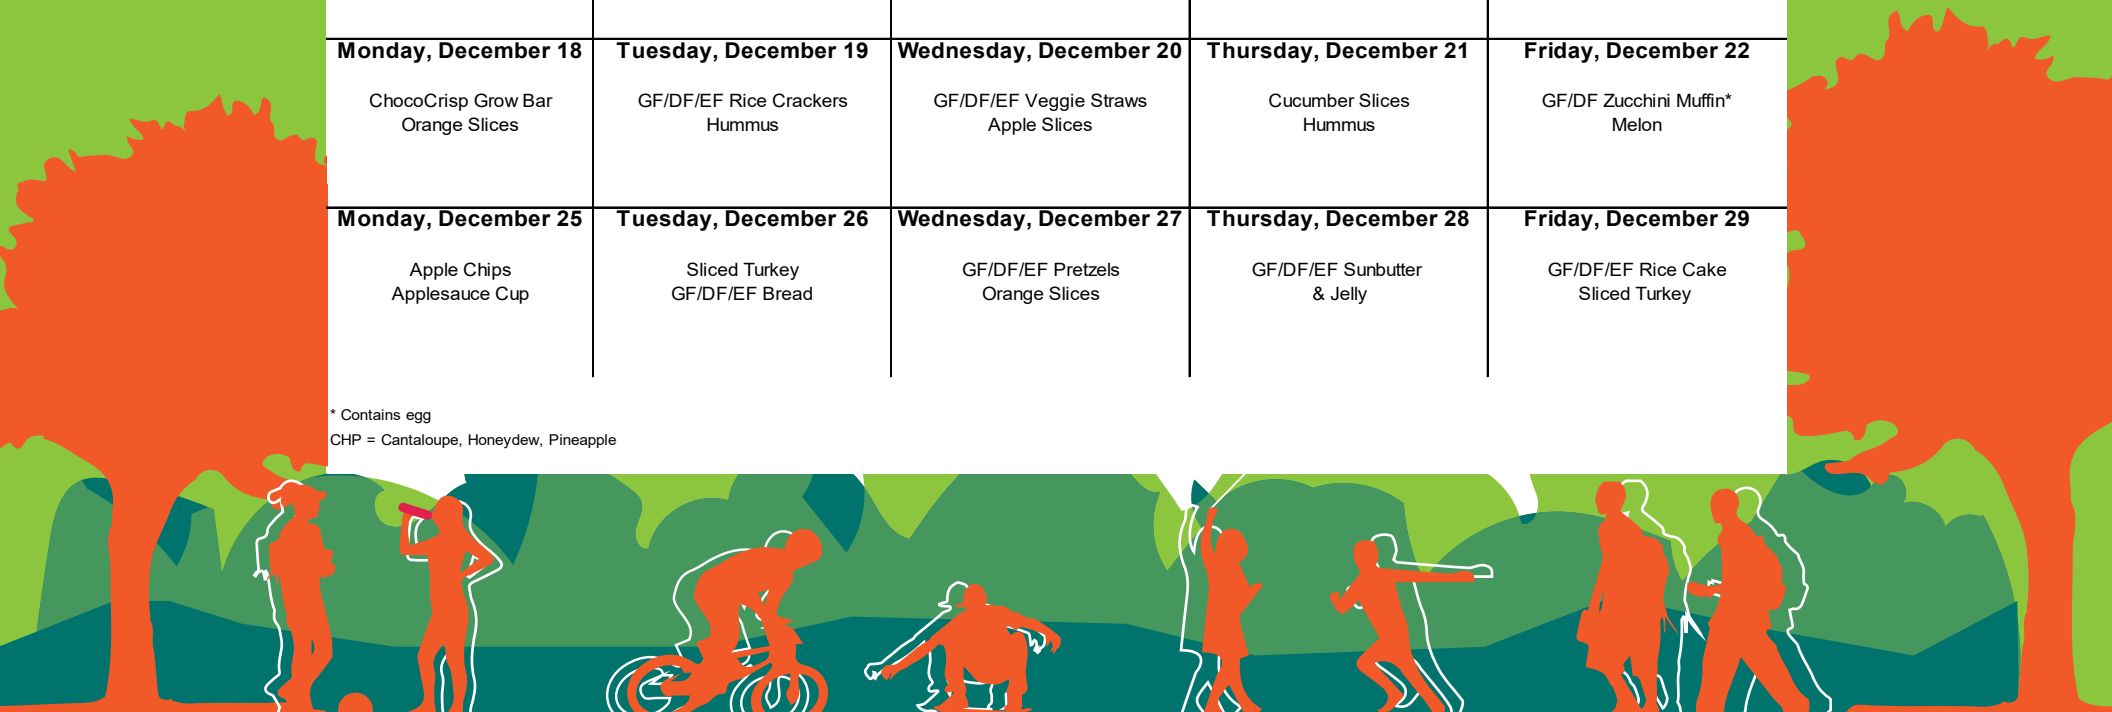 Monday, December 18
Tuesday, December 19
Wednesday, December 20
Thursday, December 21
Friday, December 22
ChocoCrisp Grow Bar
Orange Slices
GF/DF/EF Rice Crackers
Hummus
GF/DF/EF Veggie Straws
Apple Slices
Cucumber Slices
Hummus
GF/DF Zucchini Muffin*
Melon
Monday, December 25
Tuesday, December 26
Wednesday, December 27
Thursday, December 28
Friday, December 29
Apple Chips
Applesauce Cup
Sliced Turkey
GF/DF/EF Bread
GF/DF/EF Pretzels
Orange Slices
GF/DF/EF Sunbutter
& Jelly
GF/DF/EF Rice Cake
Sliced Turkey
* Contains egg
CHP = Cantaloupe, Honeydew, Pineapple